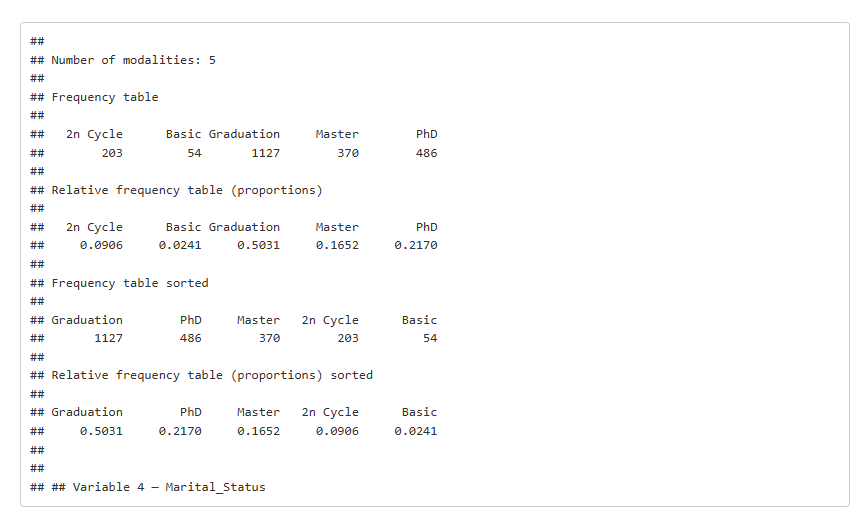 ##
## Number of modalities: 5
##
## Frequency table
##
##   2n Cycle      Basic Graduation     Master        PhD
##        203         54       1127        370        486
##
## Relative frequency table (proportions)
##
##   2n Cycle      Basic Graduation     Master        PhD
##     0.0906     0.0241     0.5031     0.1652     0.2170
##
## Frequency table sorted
##
## Graduation        PhD     Master   2n Cycle      Basic
##       1127        486        370        203         54
##
## Relative frequency table (proportions) sorted
##
## Graduation        PhD     Master   2n Cycle      Basic
##     0.5031     0.2170     0.1652     0.0906     0.0241
##
##
## ## Variable 4 — Marital_Status